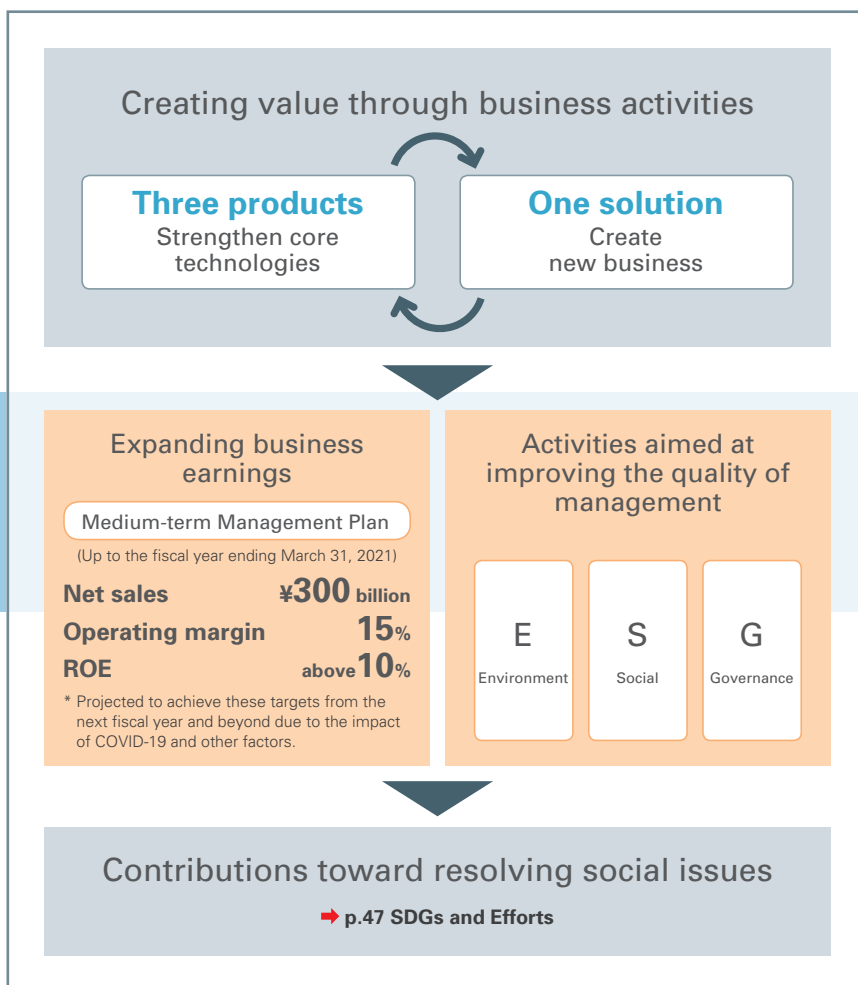 Creating value through business activities
Three products
Strengthen core
technologies
One solution
Create
new business
Expanding business
earnings
Medium-term Management Plan
(Up to the fiscal year ending March 31, 2021)
Net sales ¥300 billion
Operating margin 15%
ROE above 10%
* Projected to achieve these targets from the
next fiscal year and beyond due to the impact
of COVID-19 and other factors.
Activities aimed at
improving the quality of
management
E
Environment
S
Social
G
Governance
Contributions toward resolving social issues
➡ p.47 SDGs and Efforts